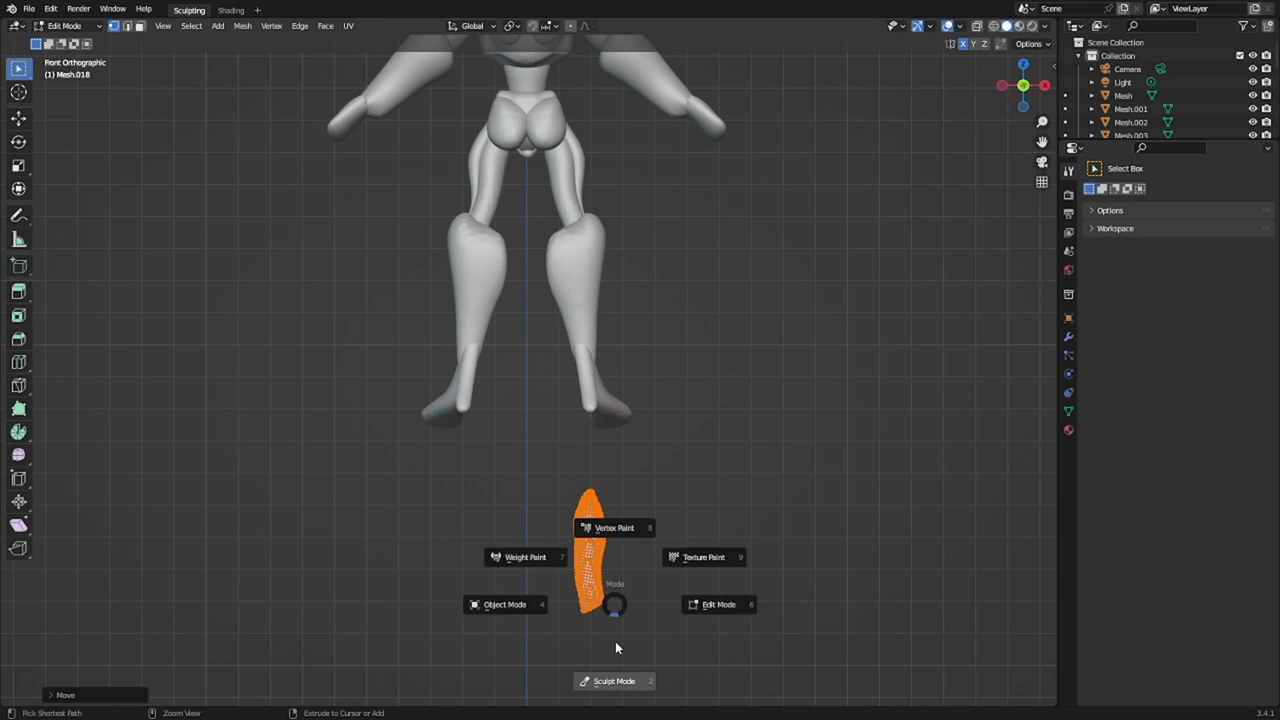 File Edit Render Window Help Sculpting Shading + Scene ViewLayer
Edit Mode View Select Add Mesh Vertex Edge Face UV Global
X Y Z Options
Front Orthographic
(1) Mesh.018
Z
X
Scene Collection
Collection
Camera
Light
Mesh
Mesh.001
Mesh.002
Mesh.003
Select Box
Options
Workspace
Vertex Paint 8
Weight Paint 7
Texture Paint 9
Mode
Object Mode 4
Edit Mode 6
Sculpt Mode 2
Move
Pick Shortest Path Zoom View Extrude to Cursor or Add 3.4.1